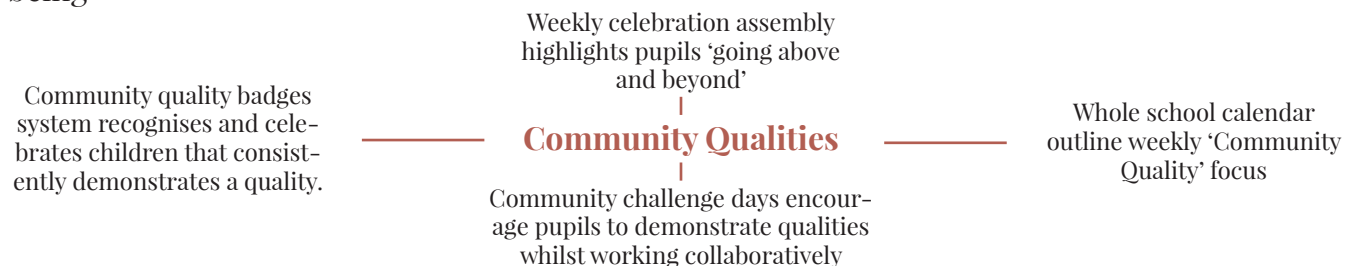 being
Weekly celebration assembly
highlights pupils ‘going above
and beyond’
Community quality badges
system recognises and cele-
brates children that consist-
ently demonstrates a quality.
Community Qualities
Whole school calendar
outline weekly ‘Community
Quality’ focus
Community challenge days encour-
age pupils to demonstrate qualities
whilst working collaboratively